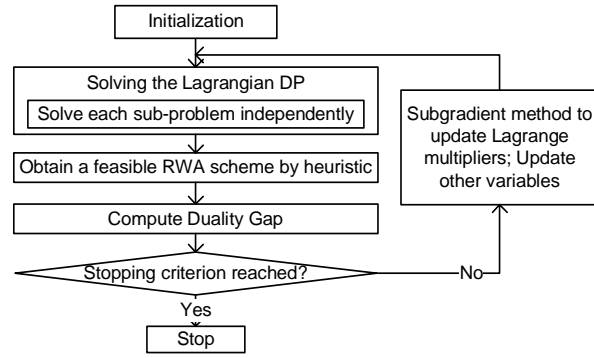 Initialization
Solving the Lagrangian DP
Solve each sub-problem independently
Obtain a feasible RWA scheme by heuristic
Compute Duality Gap
Stopping criterion reached?
Yes
Stop
No
Subgradient method to
update Lagrange
multipliers; Update
other variables